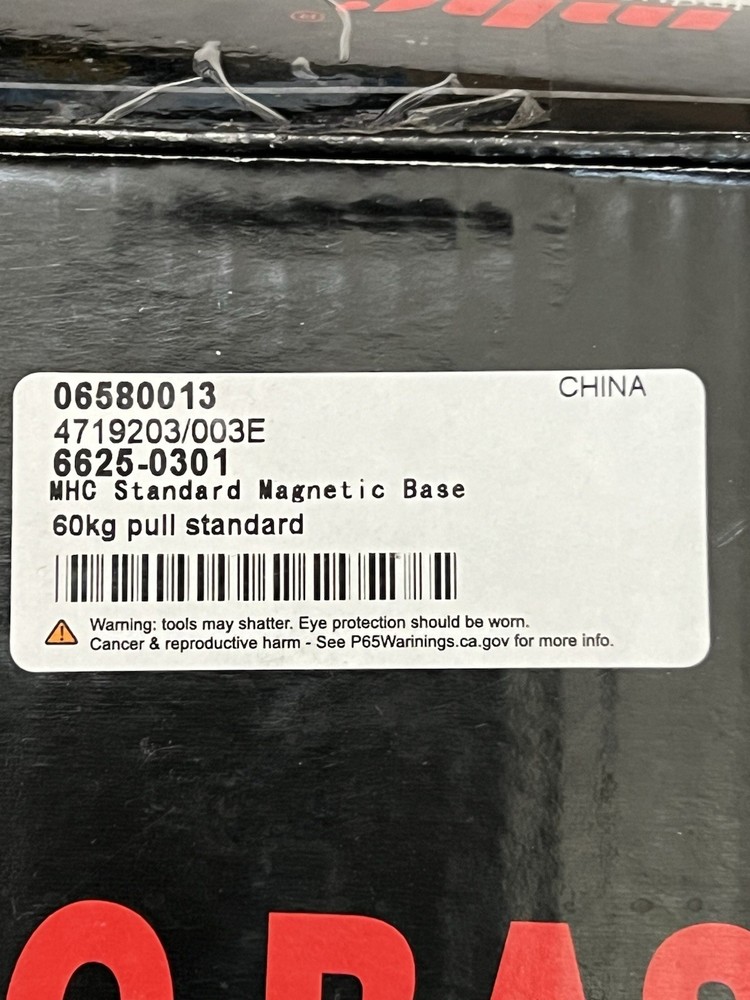 06580013
CHINA
4719203/003E
6625-0301
MHC Standard Magnetic Base
60kg pull standard
Warning: tools may shatter. Eye protection should be worn.
Cancer & reproductive harm - See P65Warinings.ca.gov for more info.